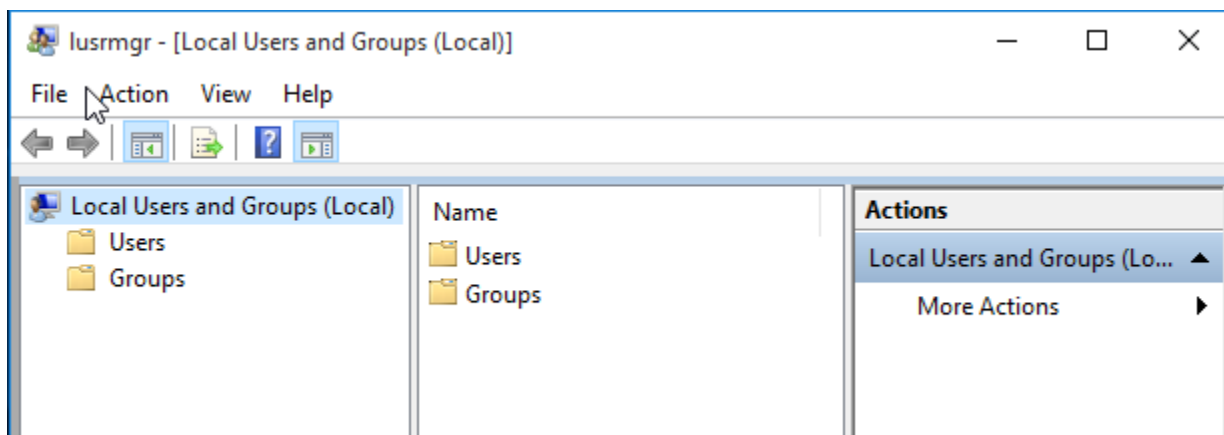 lusrmgr - [Local Users and Groups (Local)]
File Action View Help
Local Users and Groups (Local)
Users
Groups
Name
Users
Groups
Actions
Local Users and Groups (Lo...
More Actions